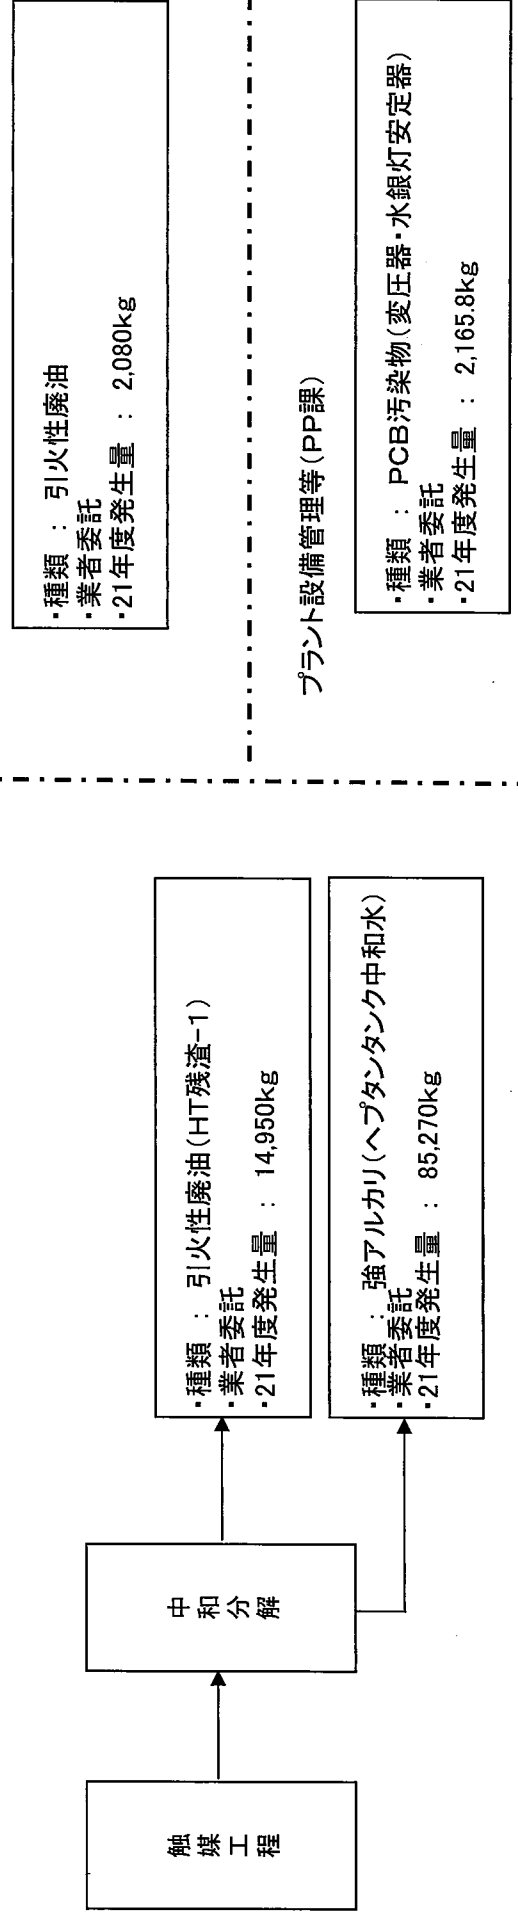 触媒工程
中和分解
・種類 ： 引火性廃油（HT残渣−1）
・業者委託
・21年度発生量 ： 14,950kg
・種類 ： 強アルカリ（ヘプタンタンク中和水）
・業者委託
・21年度発生量 ： 85,270kg
・種類 ： 引火性廃油
・業者委託
・21年度発生量 ： 2,080kg
プラント設備管理等（PP課）
・種類 ： PCB汚染物（変圧器・水銀灯安定器）
・業者委託
・21年度発生量 ： 2,165.8kg